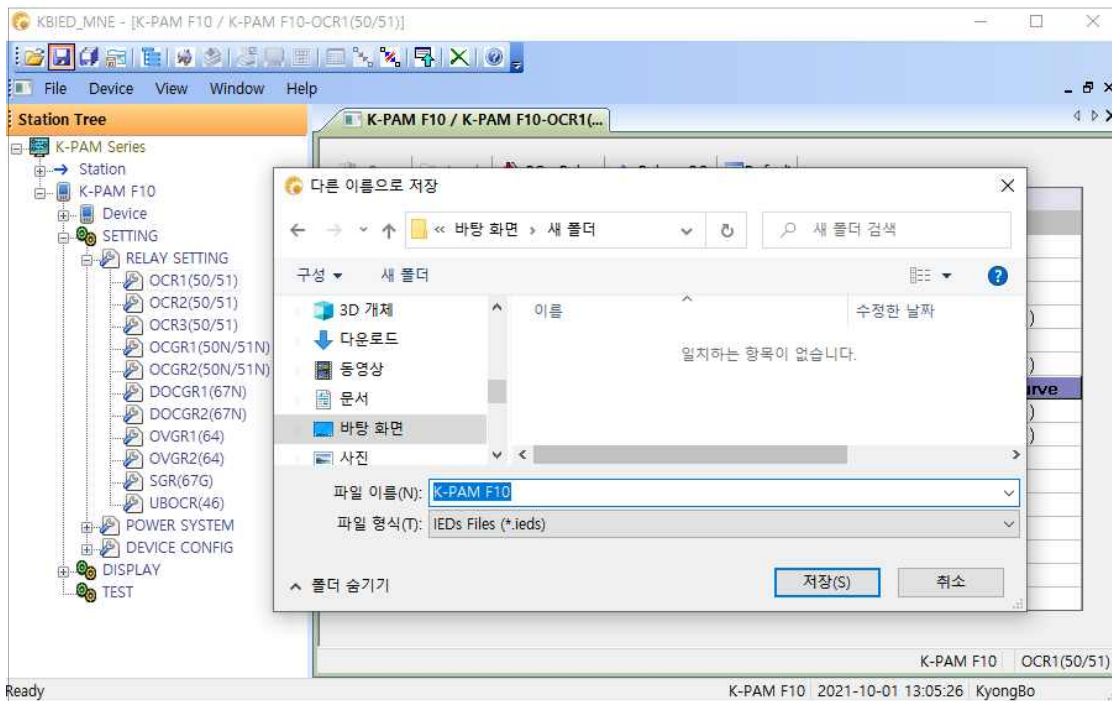 KBIED_MNE - [K-PAM F10 / K-PAM F10-OCR1(50/51)]
File Device View Window Help
Station Tree
K-PAM F10 / K-PAM F10-OCR1(...
K-PAM Series
Station
K-PAM F10
Device
SETTING
RELAY SETTING
OCR1(50/51)
OCR2(50/51)
OCR3(50/51)
OCGR1(50N/51N)
OCGR2(50N/51N)
DOCGR1(67N)
DOCGR2(67N)
OVGR1(64)
OVGR2(64)
SGR(67G)
UBOCR(46)
POWER SYSTEM
DEVICE CONFIG
DISPLAY
TEST
다른 이름으로 저장
« 바탕 화면 › 새 폴더
새 폴더 검색
구성 새 폴더
3D 개체
다운로드
동영상
문서
바탕 화면
사진
이름 수정한 날짜
일치하는 항목이 없습니다.
파일 이름(N): K-PAM F10
파일 형식(T): IEDs Files (*.ieds)
폴더 숨기기
저장(S) 취소
K-PAM F10 OCR1(50/51)
Ready
K-PAM F10 2021-10-01 13:05:26 KyongBo